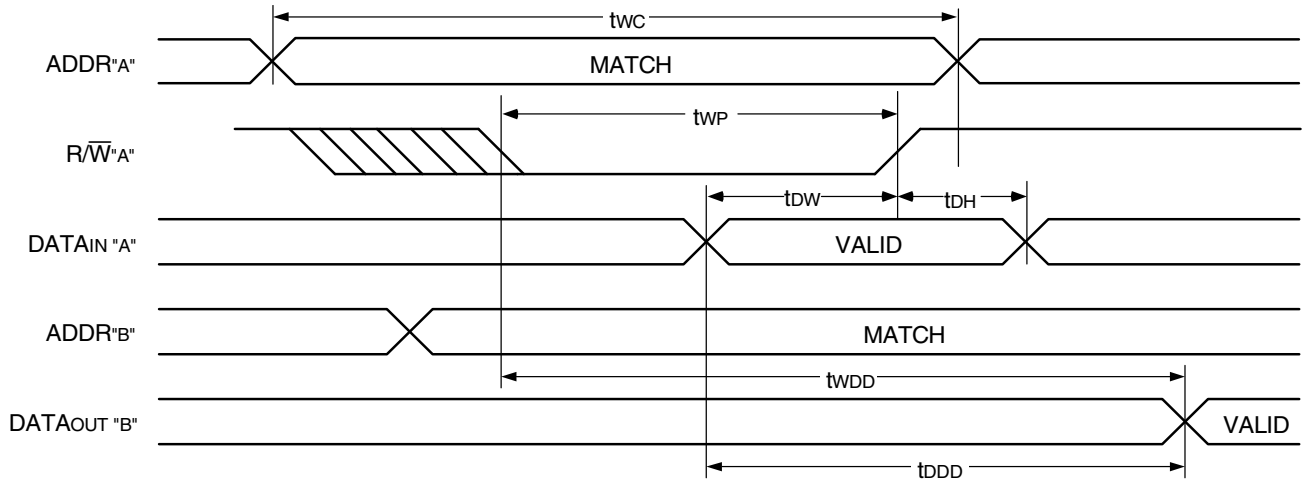 tWC
ADDR"A"
MATCH
tWP
R/W̅"A"
tDW
tDH
DATAIN "A"
VALID
ADDR"B"
MATCH
tWDD
DATAOUT "B"
VALID
tDDD